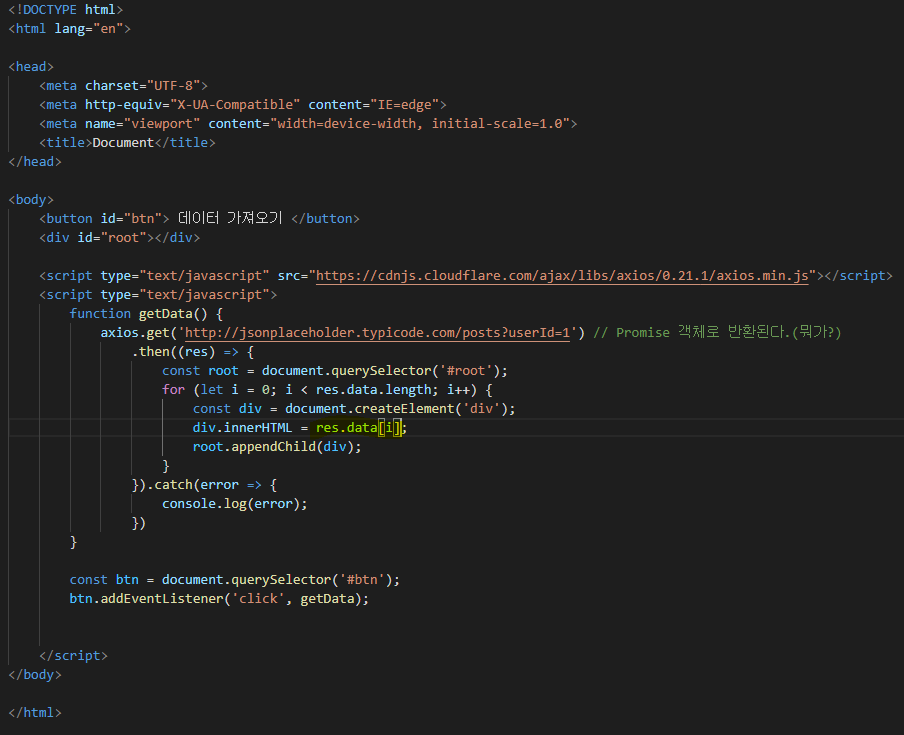 <!DOCTYPE html>
<html lang="en">
<head>
<meta charset="UTF-8">
<meta http-equiv="X-UA-Compatible" content="IE=edge">
<meta name="viewport" content="width=device-width, initial-scale=1.0">
<title>Document</title>
</head>
<body>
<button id="btn"> 데이터 가져오기 </button>
<div id="root"></div>
<script type="text/javascript" src="https://cdnjs.cloudflare.com/ajax/libs/axios/0.21.1/axios.min.js"></script>
<script type="text/javascript">
function getData() {
axios.get('http://jsonplaceholder.typicode.com/posts?userId=1') // Promise 객체로 반환된다.(뭐가?)
.then((res) => {
const root = document.querySelector('#root');
for (let i = 0; i < res.data.length; i++) {
const div = document.createElement('div');
div.innerHTML = res.data[i];
root.appendChild(div);
}
}).catch(error => {
console.log(error);
})
}
const btn = document.querySelector('#btn');
btn.addEventListener('click', getData);
</script>
</body>
</html>